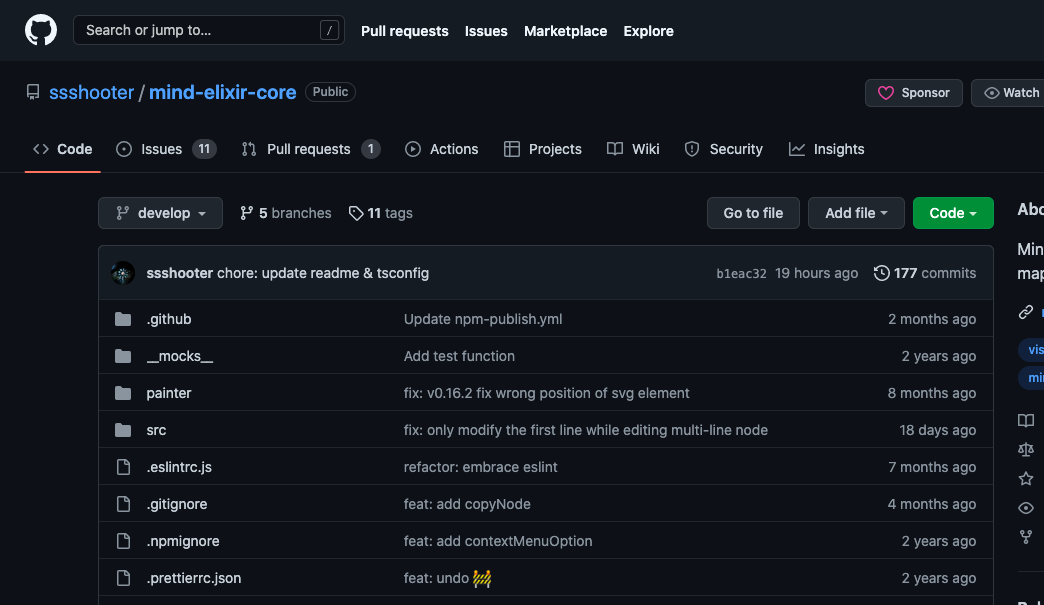 Search or jump to... / Pull requests Issues Marketplace Explore
ssshooter / mind-elixir-core Public Sponsor Watch
Code Issues 11 Pull requests 1 Actions Projects Wiki Security Insights
develop 5 branches 11 tags Go to file Add file Code
ssshooter chore: update readme & tsconfig b1eac32 19 hours ago 177 commits
.github Update npm-publish.yml 2 months ago
__mocks__ Add test function 2 years ago
painter fix: v0.16.2 fix wrong position of svg element 8 months ago
src fix: only modify the first line while editing multi-line node 18 days ago
.eslintrc.js refactor: embrace eslint 7 months ago
.gitignore feat: add copyNode 4 months ago
.npmignore feat: add contextMenuOption 2 years ago
.prettierrc.json feat: undo 🚧 2 years ago
Abo
Min
map
vis
min